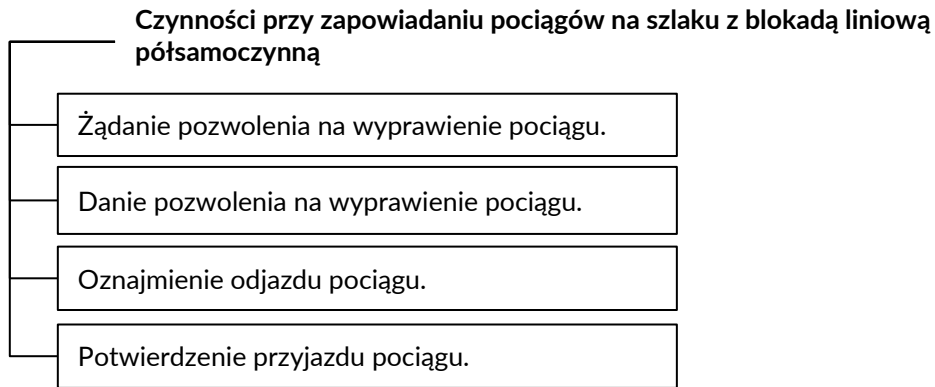 Czynności przy zapowiadaniu pociągów na szlaku z blokadą liniową
półsamoczynną
Żądanie pozwolenia na wyprawienie pociągu.
Danie pozwolenia na wyprawienie pociągu.
Oznajmienie odjazdu pociągu.
Potwierdzenie przyjazdu pociągu.